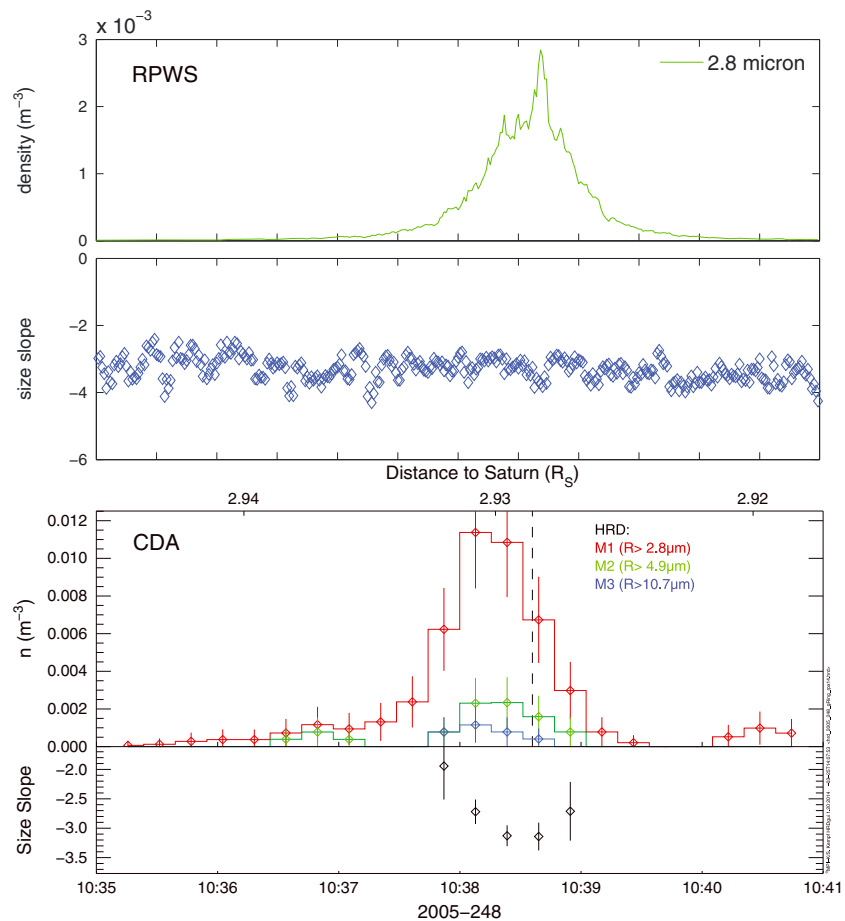 x 10⁻³
3
RPWS
2.8 micron
2
density (m⁻³)
1
0
0
−2
size slope
−4
−6
Distance to Saturn (R_S)
2.94 2.93 2.92
0.012
CDA
HRD:
M1 (R> 2.8μm)
M2 (R> 4.9μm)
M3 (R>10.7μm)
0.010
0.008
n (m⁻³)
0.006
0.004
0.002
0.000
−2.0
Size Slope
−2.5
−3.0
−3.5
10:35 10:36 10:37 10:38 10:39 10:40 10:41
2005−248